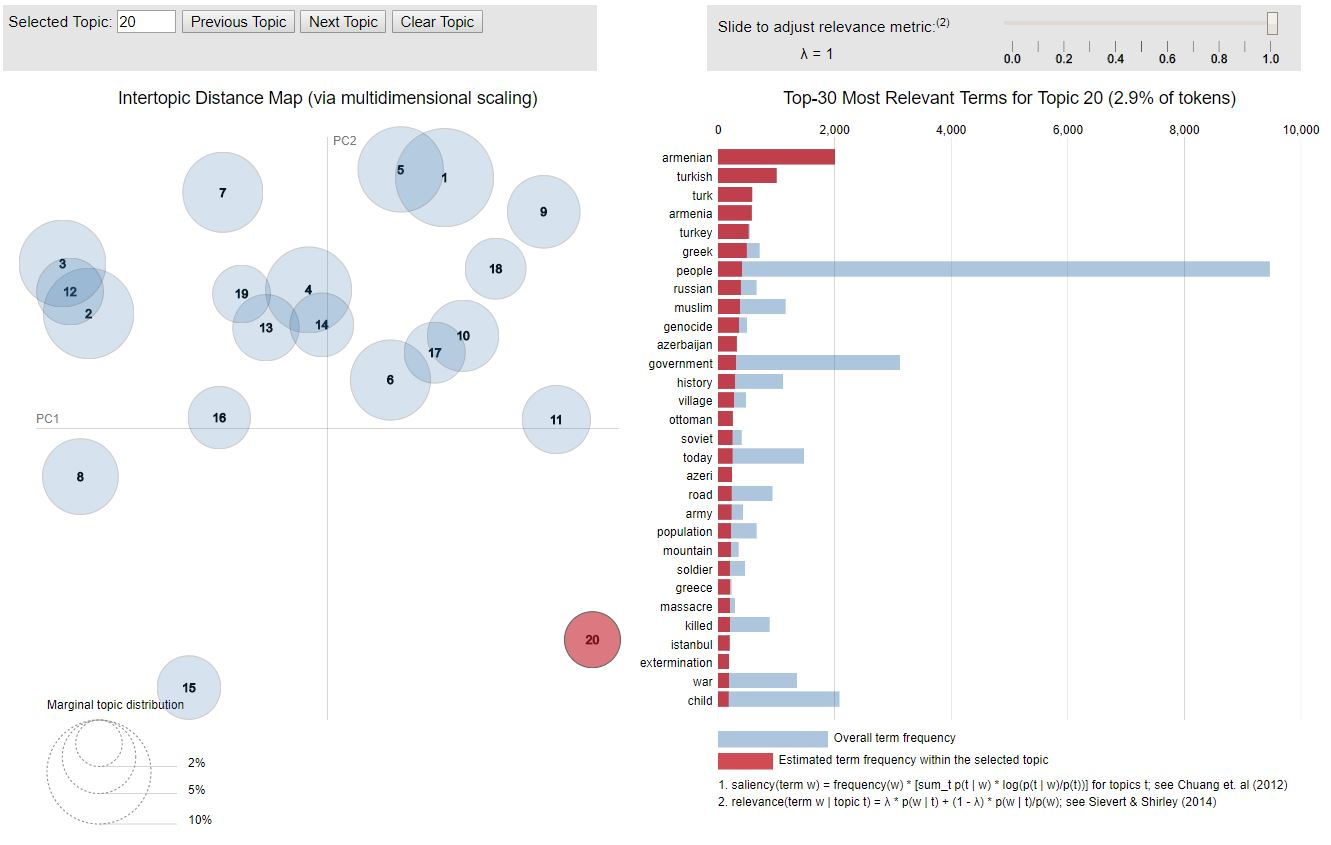 Selected Topic: 20 Previous Topic Next Topic Clear Topic
Slide to adjust relevance metric:(2)
λ = 1
0.0 0.2 0.4 0.6 0.8 1.0
Intertopic Distance Map (via multidimensional scaling)
PC2
PC1
5
1
7
9
3
18
12
19
4
2
13
14
10
17
6
16
11
8
20
15
Marginal topic distribution
2%
5%
10%
Top-30 Most Relevant Terms for Topic 20 (2.9% of tokens)
0 2,000 4,000 6,000 8,000 10,000
armenian
turkish
turk
armenia
turkey
greek
people
russian
muslim
genocide
azerbaijan
government
history
village
ottoman
soviet
today
azeri
road
army
population
mountain
soldier
greece
massacre
killed
istanbul
extermination
war
child
Overall term frequency
Estimated term frequency within the selected topic
1. saliency(term w) = frequency(w) * [sum_t p(t | w) * log(p(t | w)/p(t))] for topics t; see Chuang et. al (2012)
2. relevance(term w | topic t) = λ * p(w | t) + (1 - λ) * p(w | t)/p(w); see Sievert & Shirley (2014)